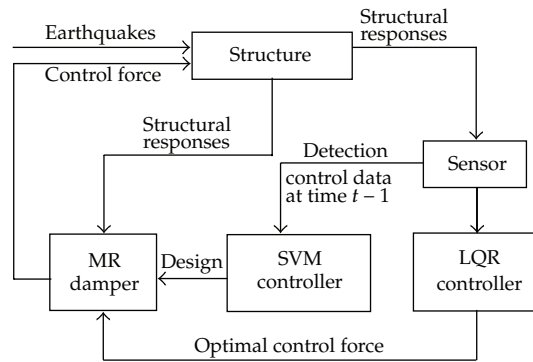 Earthquakes
Control force
Structure
Structural
responses
Structural
responses
Detection
control data
at time t − 1
Sensor
MR
damper
Design
SVM
controller
LQR
controller
Optimal control force